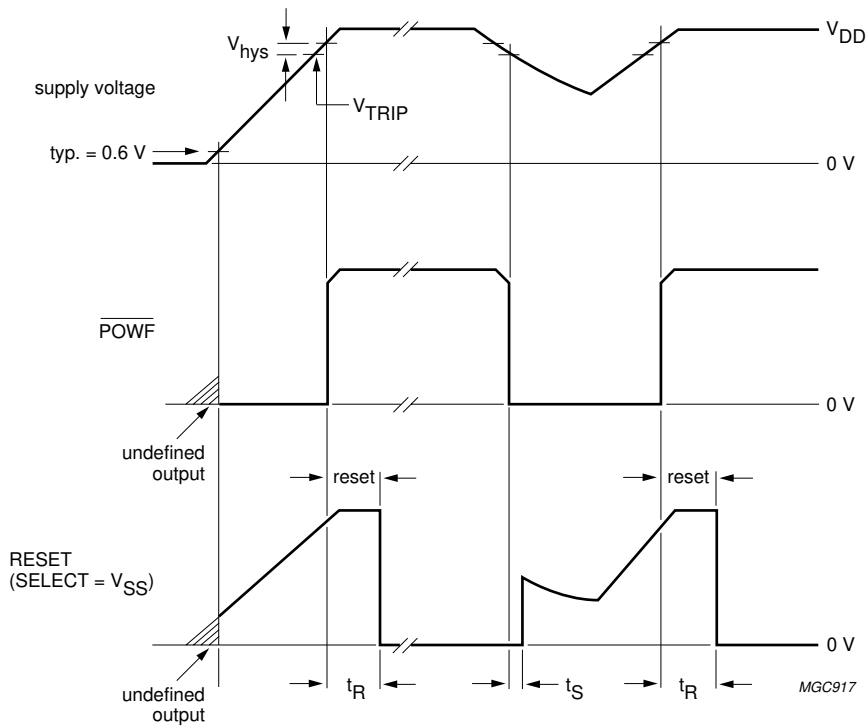 V_DD
V_hys
supply voltage
V_TRIP
typ. = 0.6 V
0 V
POWF
0 V
undefined
output
reset
reset
RESET
(SELECT = V_SS)
0 V
undefined
output
t_R
t_S
t_R
MGC917